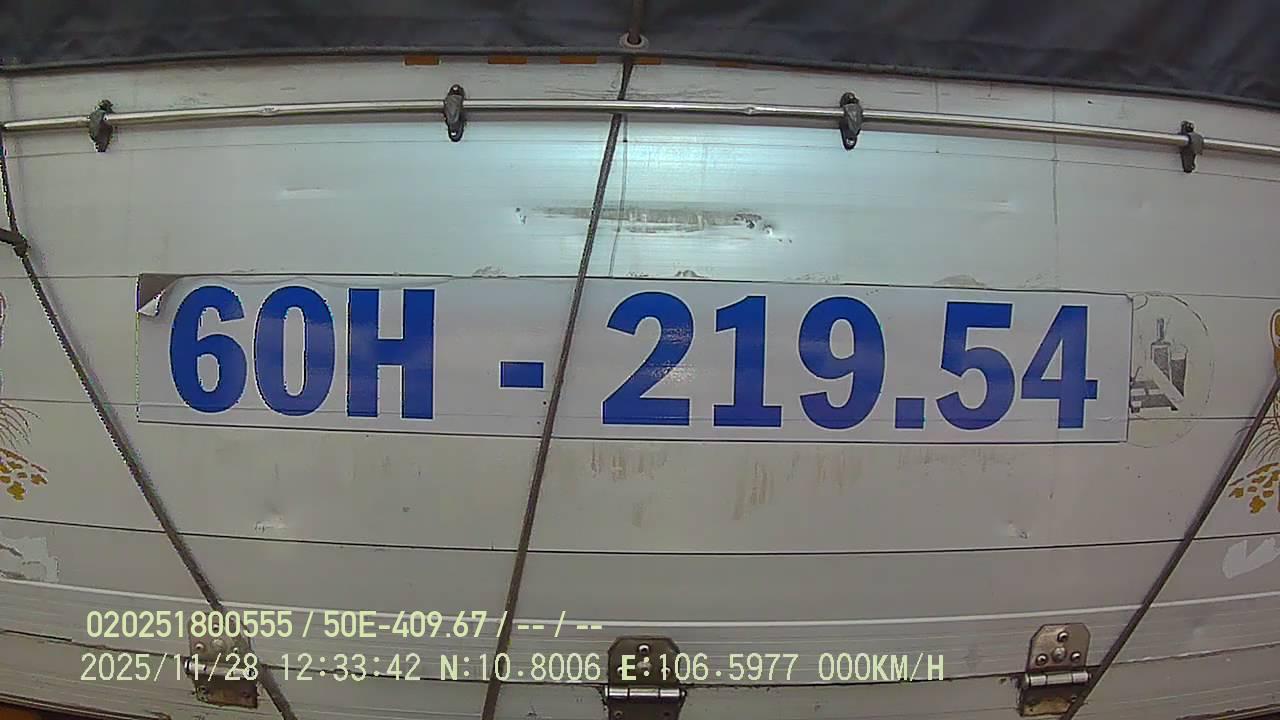 60H - 219.54
020251800555 / 50E-409.67 / -- / --
2025/11/28 12:33:42 N:10.8006 E:106.5977 000KM/H